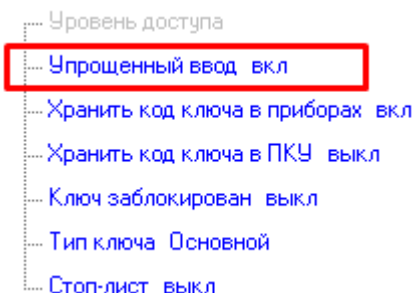 Уровень доступа
Упрощенный ввод вкл
Хранить код ключа в приборах вкл
Хранить код ключа в ПКУ выкл
Ключ заблокирован выкл
Тип ключа Основной
Стоп-лист выкл